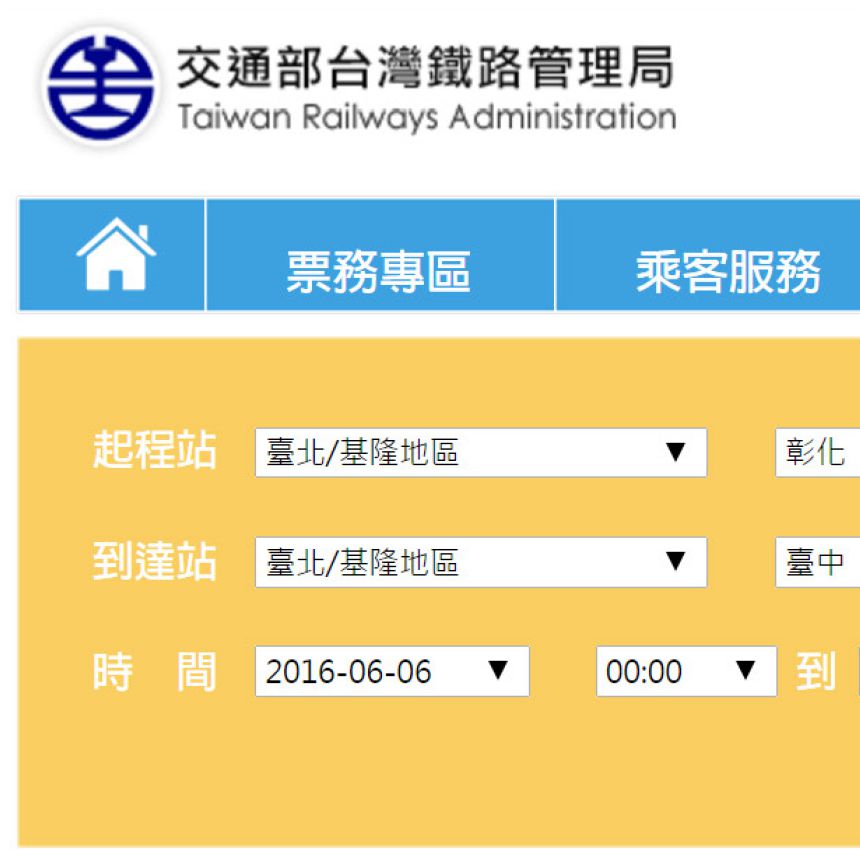 交通部台灣鐵路管理局
Taiwan Railways Administration
票務專區 乘客服務
起程站 臺北/基隆地區 彰化
到達站 臺北/基隆地區 臺中
時 間 2016-06-06 00:00 到